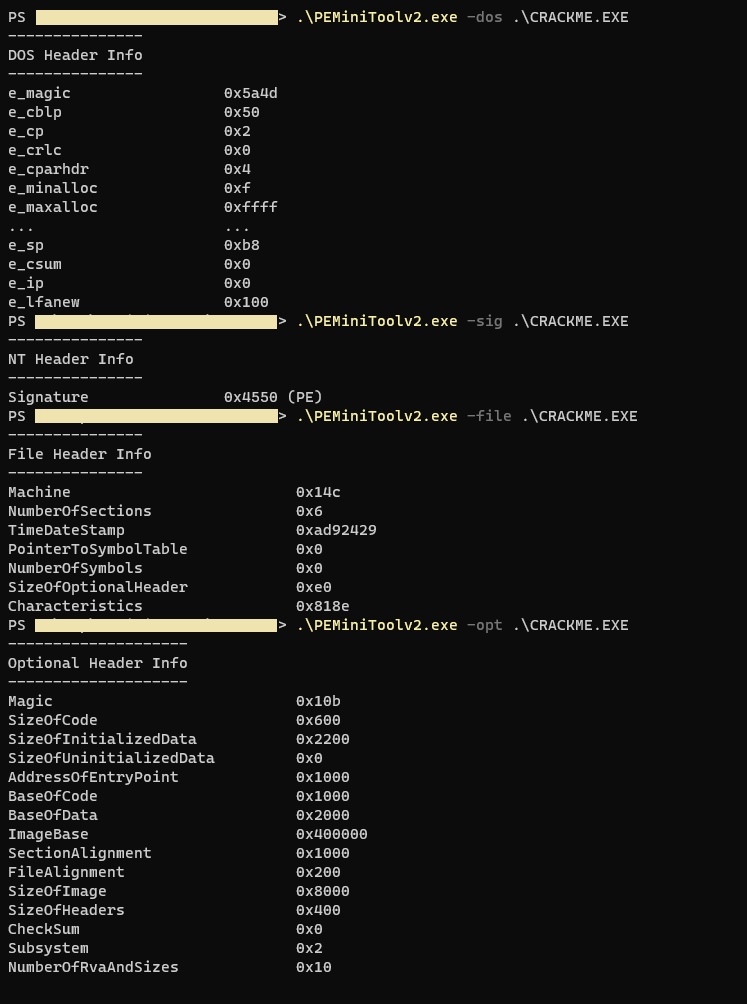 PS > .\PEMiniToolv2.exe -dos .\CRACKME.EXE
---------------
DOS Header Info
---------------
e_magic 0x5a4d
e_cblp 0x50
e_cp 0x2
e_crlc 0x0
e_cparhdr 0x4
e_minalloc 0xf
e_maxalloc 0xffff
... ...
e_sp 0xb8
e_csum 0x0
e_ip 0x0
e_lfanew 0x100
PS > .\PEMiniToolv2.exe -sig .\CRACKME.EXE
---------------
NT Header Info
---------------
Signature 0x4550 (PE)
PS > .\PEMiniToolv2.exe -file .\CRACKME.EXE
---------------
File Header Info
---------------
Machine 0x14c
NumberOfSections 0x6
TimeDateStamp 0xad92429
PointerToSymbolTable 0x0
NumberOfSymbols 0x0
SizeOfOptionalHeader 0xe0
Characteristics 0x818e
PS > .\PEMiniToolv2.exe -opt .\CRACKME.EXE
--------------------
Optional Header Info
--------------------
Magic 0x10b
SizeOfCode 0x600
SizeOfInitializedData 0x2200
SizeOfUninitializedData 0x0
AddressOfEntryPoint 0x1000
BaseOfCode 0x1000
BaseOfData 0x2000
ImageBase 0x400000
SectionAlignment 0x1000
FileAlignment 0x200
SizeOfImage 0x8000
SizeOfHeaders 0x400
CheckSum 0x0
Subsystem 0x2
NumberOfRvaAndSizes 0x10